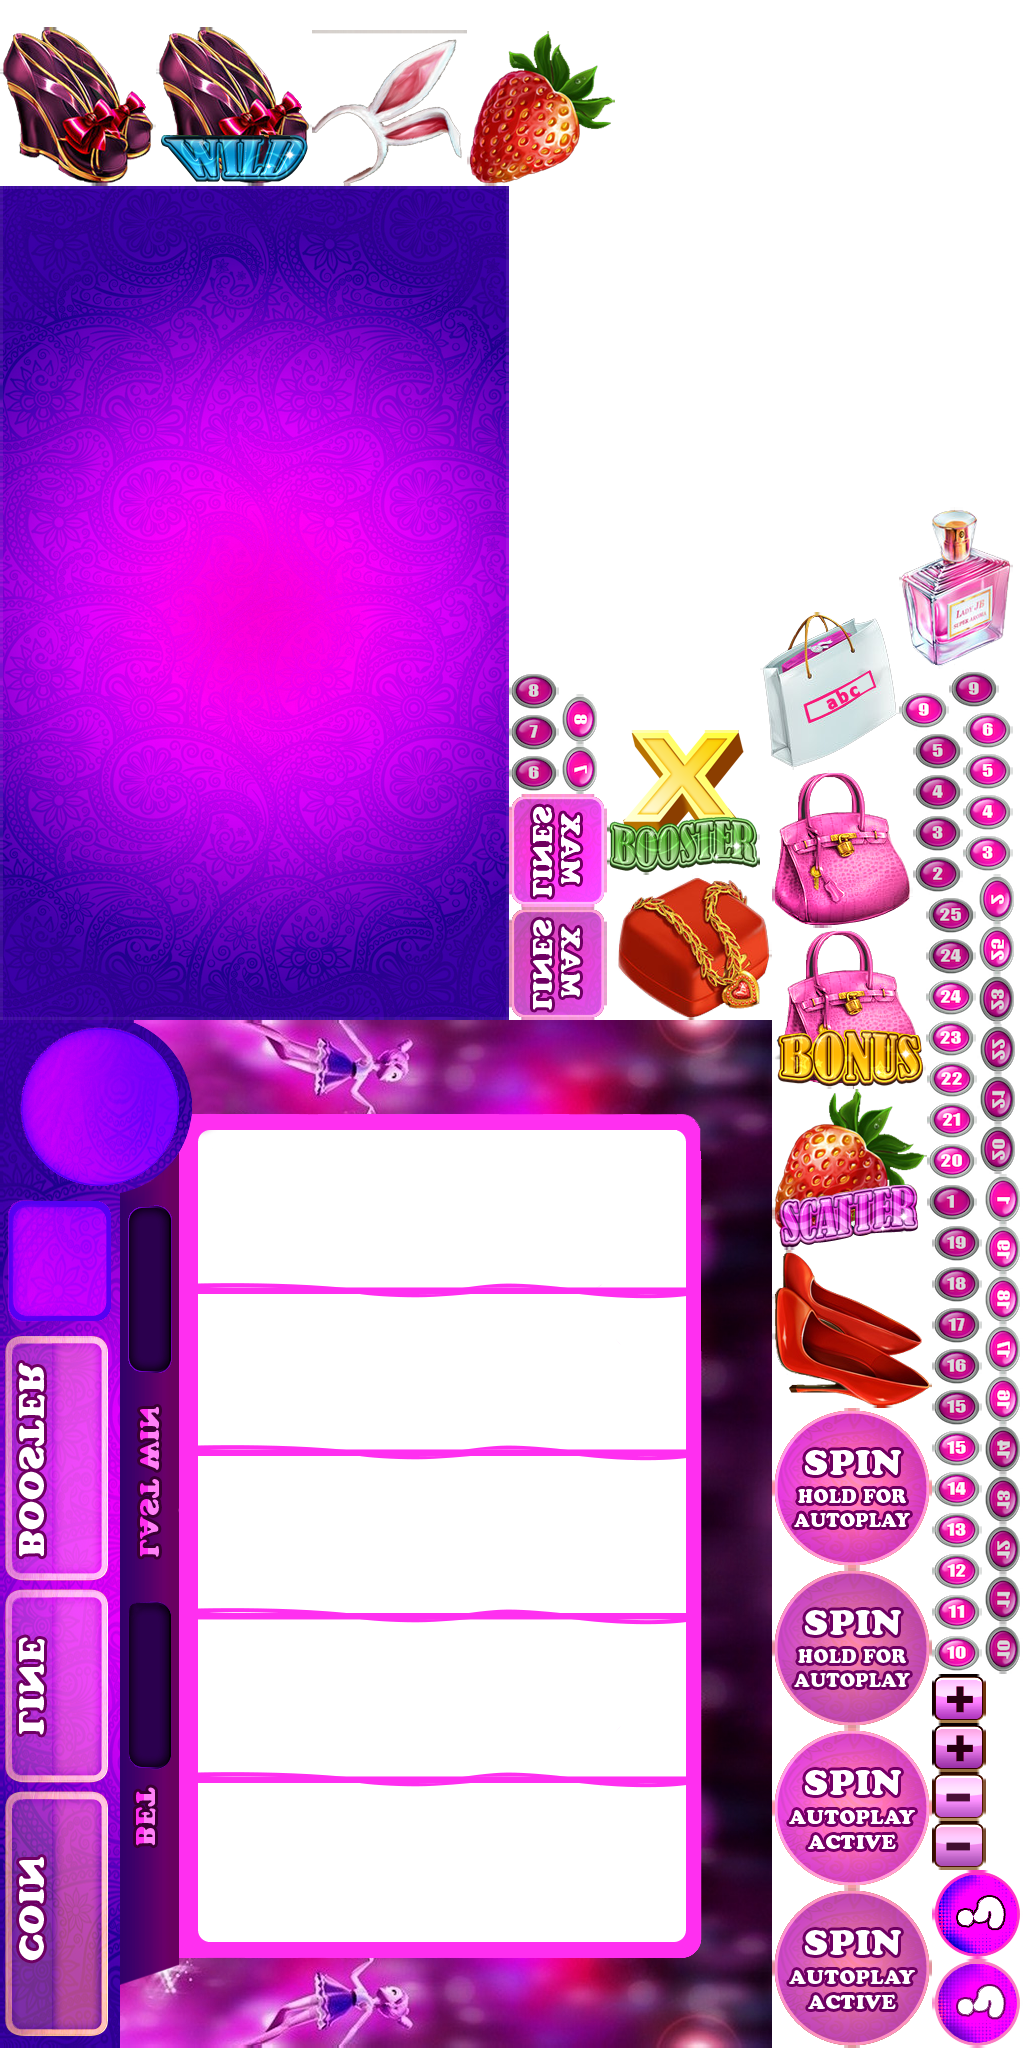 WILD
LADY JB
SUPER AROMA
abc
8
7
6
8
7
9
9
5
4
3
2
6
5
4
3
2
X
BOOSTER
MAX
LINES
MAX
LINES
25
24
24
23
22
21
20
1
19
18
17
16
15
15
14
13
12
11
10
25
23
22
21
20
1
19
18
17
16
14
13
12
11
10
BONUS
SCATTER
BOOSTER
LINE
COIN
LAST WIN
BET
SPIN
HOLD FOR
AUTOPLAY
SPIN
HOLD FOR
AUTOPLAY
SPIN
AUTOPLAY
ACTIVE
SPIN
AUTOPLAY
ACTIVE
+
+
-
-
?
?